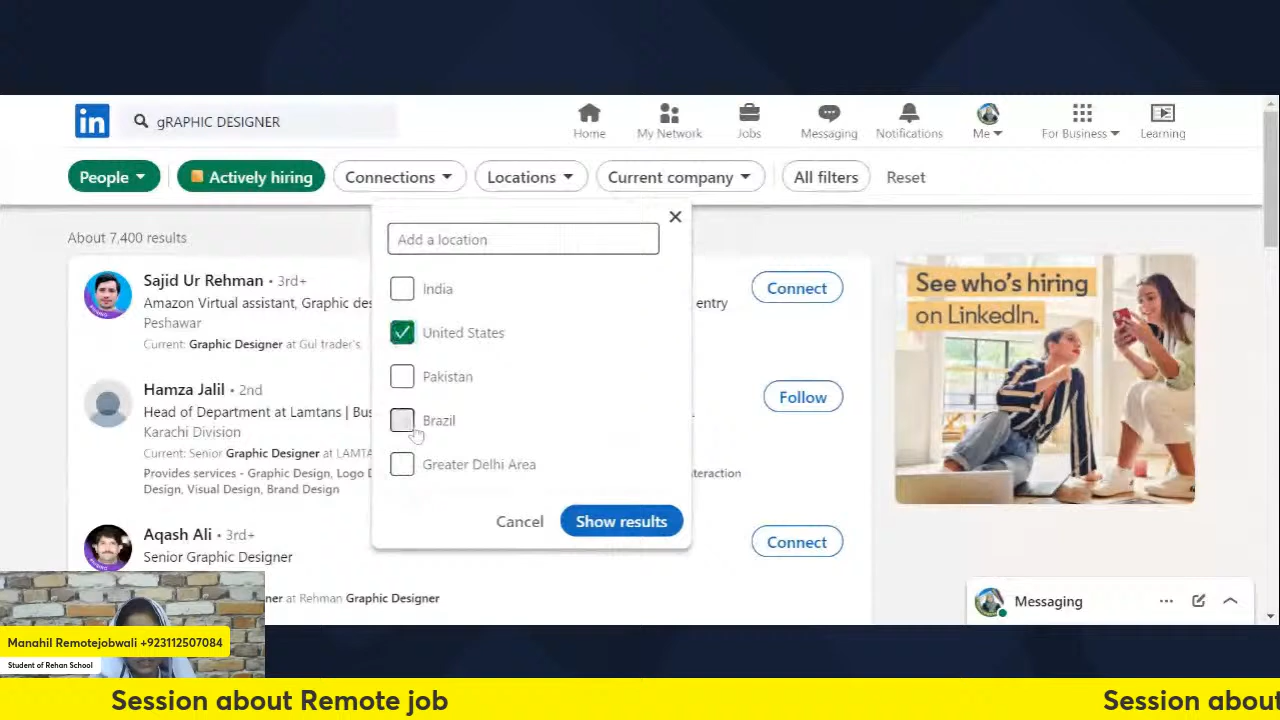 in
gRAPHIC DESIGNER
Home
My Network
Jobs
Messaging
Notifications
Me
For Business
Learning
People
Actively hiring
Connections
Locations
Current company
All filters
Reset
About 7,400 results
Sajid Ur Rehman • 3rd+
Amazon Virtual assistant, Graphic des
entry
Peshawar
Current: Graphic Designer at Gul trader's
Connect
Hamza Jalil • 2nd
Head of Department at Lamtans | Bus
Karachi Division
Current: Senior Graphic Designer at LAMTA
Provides services - Graphic Design, Logo D
teraction
Design, Visual Design, Brand Design
Follow
Aqash Ali • 3rd+
Senior Graphic Designer
ner at Rehman Graphic Designer
Connect
Add a location
India
United States
Pakistan
Brazil
Greater Delhi Area
Cancel
Show results
See who's hiring
on LinkedIn.
Messaging
Manahil Remotejobwali +923112507084
Student of Rehan School
Session about Remote job
Session about